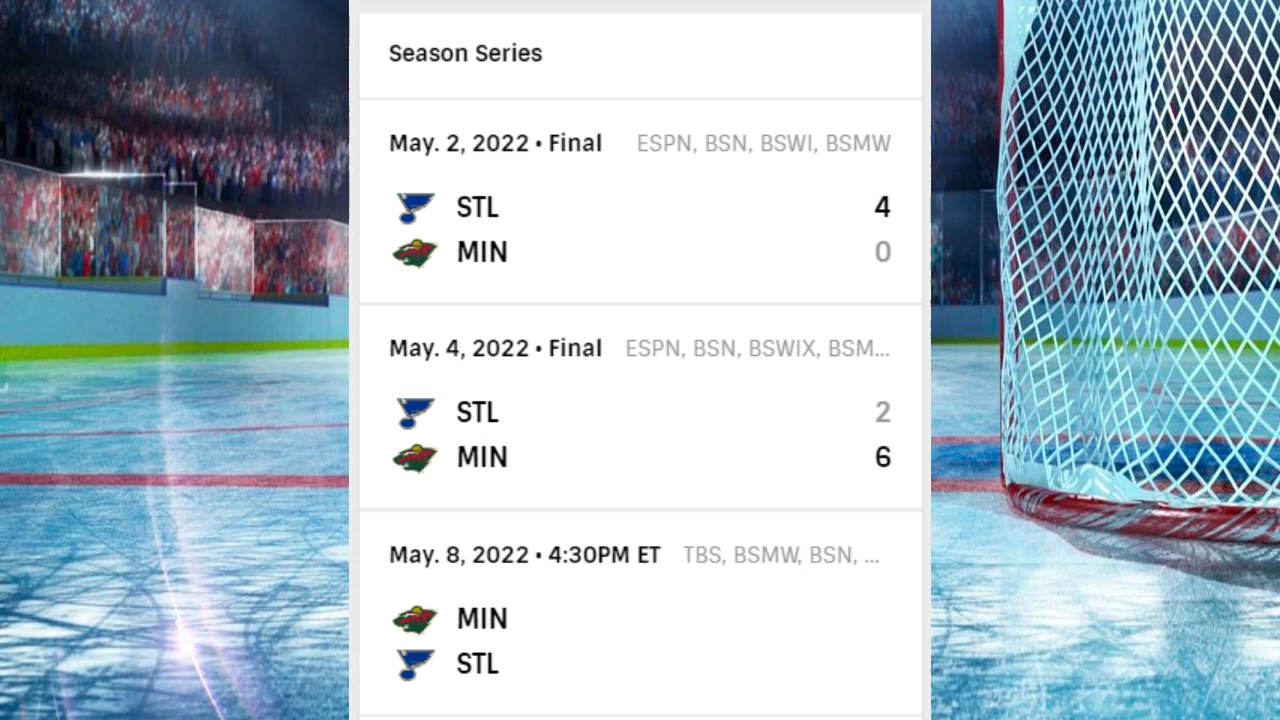 Season Series
May. 2, 2022 • Final ESPN, BSN, BSWI, BSMW
STL 4
MIN 0
May. 4, 2022 • Final ESPN, BSN, BSWIX, BSM...
STL 2
MIN 6
May. 8, 2022 • 4:30PM ET TBS, BSMW, BSN, ...
MIN
STL